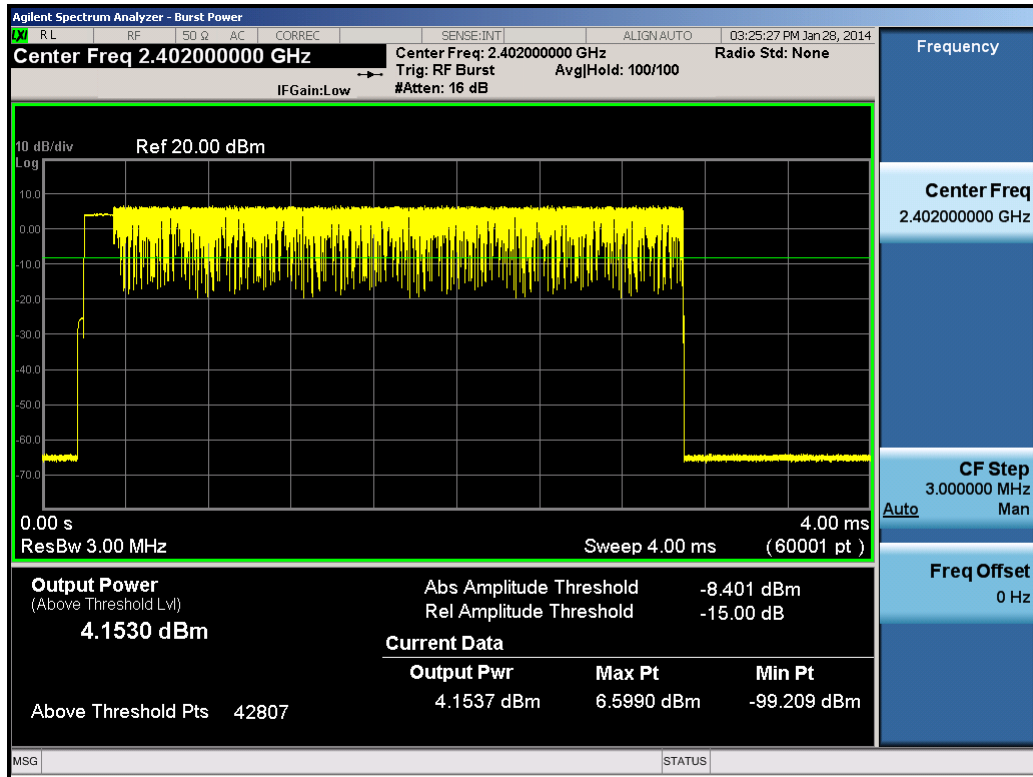 Agilent Spectrum Analyzer - Burst Power
LXI RL RF 50 Ω AC CORREC SENSE:INT ALIGN AUTO 03:25:27 PM Jan 28, 2014
Center Freq 2.402000000 GHz
IFGain:Low
Center Freq: 2.402000000 GHz
Trig: RF Burst Avg|Hold: 100/100
#Atten: 16 dB
Radio Std: None
10 dB/div Ref 20.00 dBm
Log
10.0
0.00
-10.0
-20.0
-30.0
-40.0
-50.0
-60.0
-70.0
0.00 s 4.00 ms
ResBw 3.00 MHz Sweep 4.00 ms (60001 pt)
Output Power
(Above Threshold Lvl)
4.1530 dBm
Above Threshold Pts 42807
Abs Amplitude Threshold -8.401 dBm
Rel Amplitude Threshold -15.00 dB
Current Data
Output Pwr Max Pt Min Pt
4.1537 dBm 6.5990 dBm -99.209 dBm
MSG STATUS
Frequency
Center Freq
2.402000000 GHz
CF Step
3.000000 MHz
Auto Man
Freq Offset
0 Hz